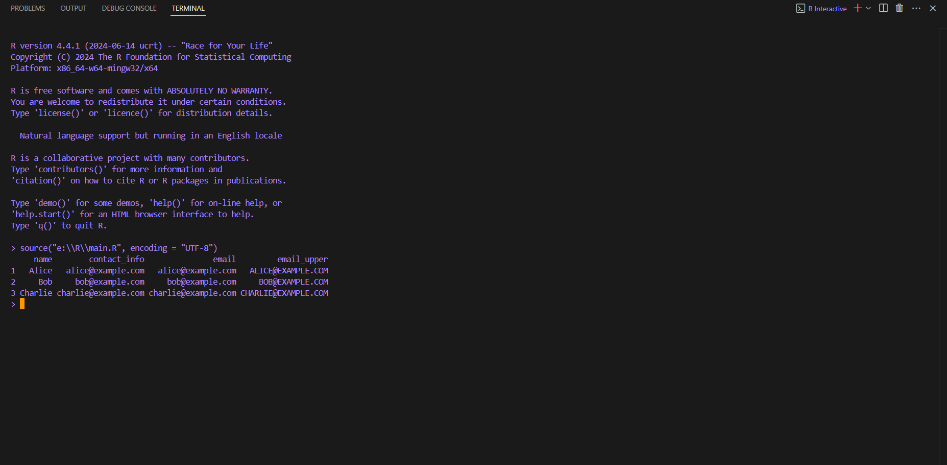 PROBLEMS OUTPUT DEBUG CONSOLE TERMINAL R Interactive
R version 4.4.1 (2024-06-14 ucrt) -- "Race for Your Life"
Copyright (C) 2024 The R Foundation for Statistical Computing
Platform: x86_64-w64-mingw32/x64
R is free software and comes with ABSOLUTELY NO WARRANTY.
You are welcome to redistribute it under certain conditions.
Type 'license()' or 'licence()' for distribution details.
Natural language support but running in an English locale
R is a collaborative project with many contributors.
Type 'contributors()' for more information and
'citation()' on how to cite R or R packages in publications.
Type 'demo()' for some demos, 'help()' for on-line help, or
'help.start()' for an HTML browser interface to help.
Type 'q()' to quit R.
> source("e:\\R\\main.R", encoding = "UTF-8")
name contact_info email email_upper
1 Alice alice@example.com alice@example.com ALICE@EXAMPLE.COM
2 Bob bob@example.com bob@example.com BOB@EXAMPLE.COM
3 Charlie charlie@example.com charlie@example.com CHARLIE@EXAMPLE.COM
>